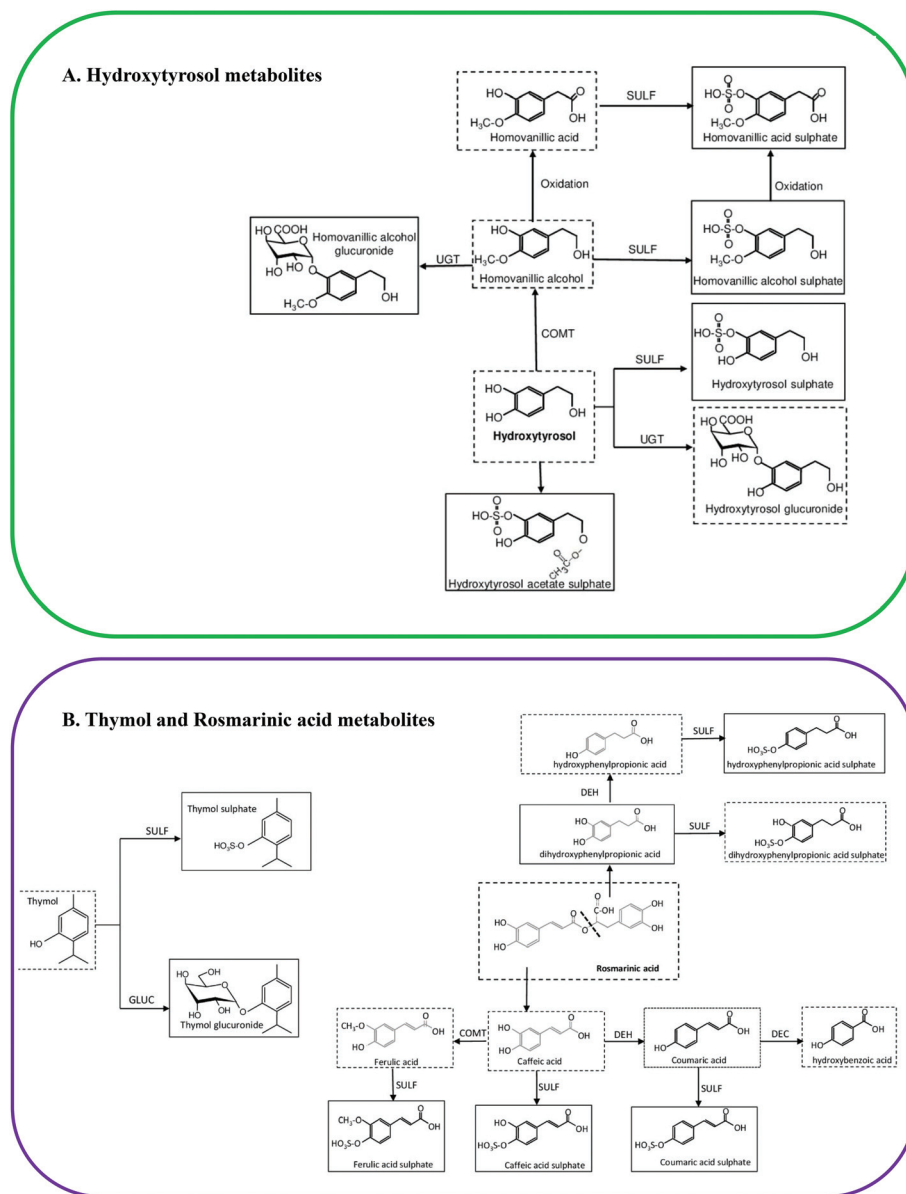 A. Hydroxytyrosol metabolites
HO
O
OH
H₃C-O
Homovanillic acid
SULF
O
HO-S-O
O
O
OH
H₃C-O
Homovanillic acid sulphate
Oxidation
Oxidation
HO COOH
O
HO
HO
O
H₃C-O
OH
Homovanillic alcohol
glucuronide
UGT
HO
H₃C-O
OH
Homovanillic alcohol
SULF
O
HO-S-O
O
H₃C-O
OH
Homovanillic alcohol sulphate
COMT
O
HO-S-O
O
HO
OH
Hydroxytyrosol sulphate
SULF
HO
HO
OH
Hydroxytyrosol
UGT
COOH
HO
O
HO
HO
O
HO
OH
Hydroxytyrosol glucuronide
O
HO-S-O
O
HO
O
O
C-O-
CH₃
Hydroxytyrosol acetate sulphate
B. Thymol and Rosmarinic acid metabolites
O
OH
HO
hydroxyphenylpropionic acid
SULF
O
OH
HO₃S-O
hydroxyphenylpropionic acid sulphate
DEH
Thymol sulphate
HO₃S-O
SULF
HO
HO
O
OH
dihydroxyphenylpropionic acid
SULF
HO
HO₃S-O
O
OH
dihydroxyphenylpropionic acid sulphate
Thymol
HO
O
C-OH
O
O
HO
HO
OH
OH
Rosmarinic acid
GLUC
OH
HO
O
HO
OH
O
Thymol glucuronide
CH₃-O
HO
O
OH
Ferulic acid
COMT
HO
HO
O
OH
Caffeic acid
DEH
HO
O
OH
Coumaric acid
DEC
O
OH
HO
hydroxybenzoic acid
SULF
SULF
SULF
CH₃-O
HO₃S-O
O
OH
Ferulic acid sulphate
HO
HO₃S-O
O
OH
Caffeic acid sulphate
HO₃S-O
O
OH
Coumaric acid sulphate